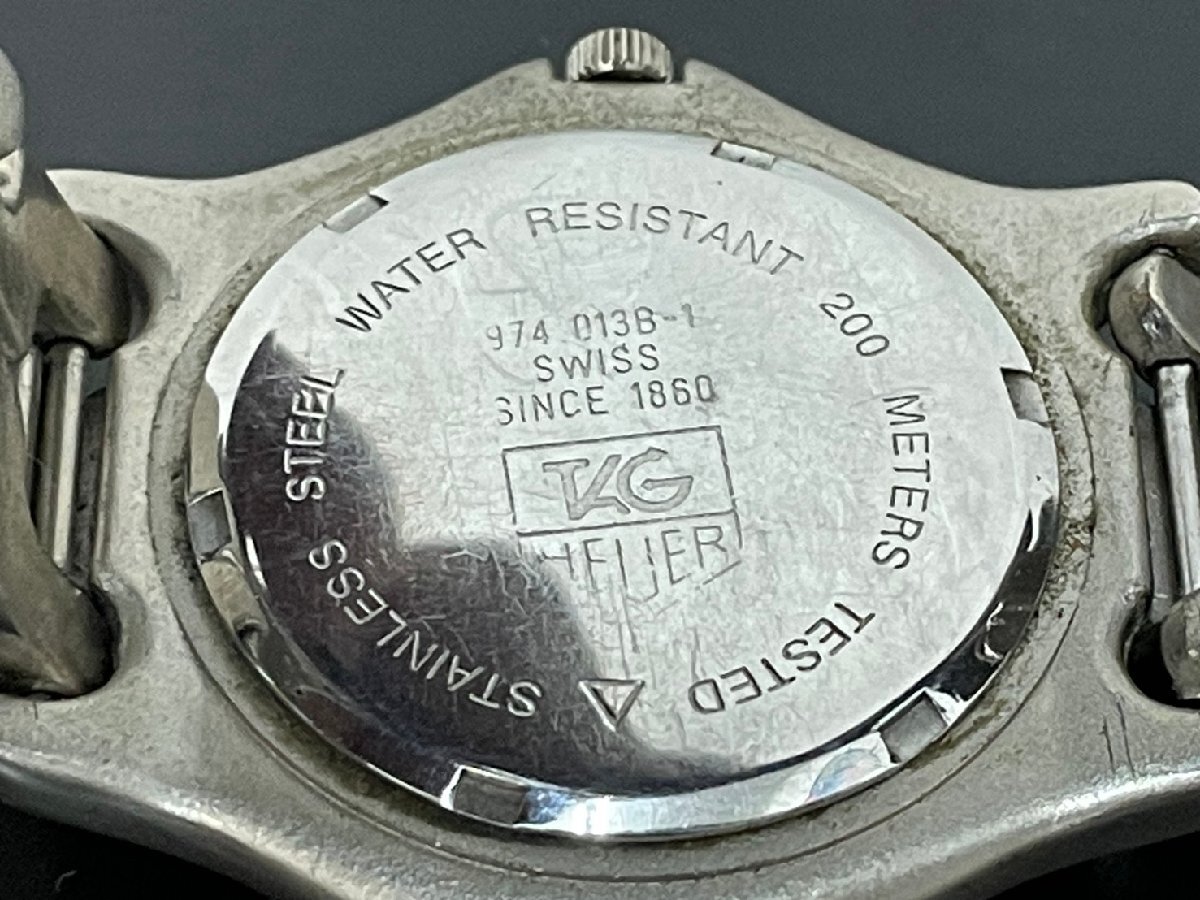 STAINLESS STEEL WATER RESISTANT 200 METERS TESTED
974.013B-1
SWISS
SINCE 1860
TAG
HEUER